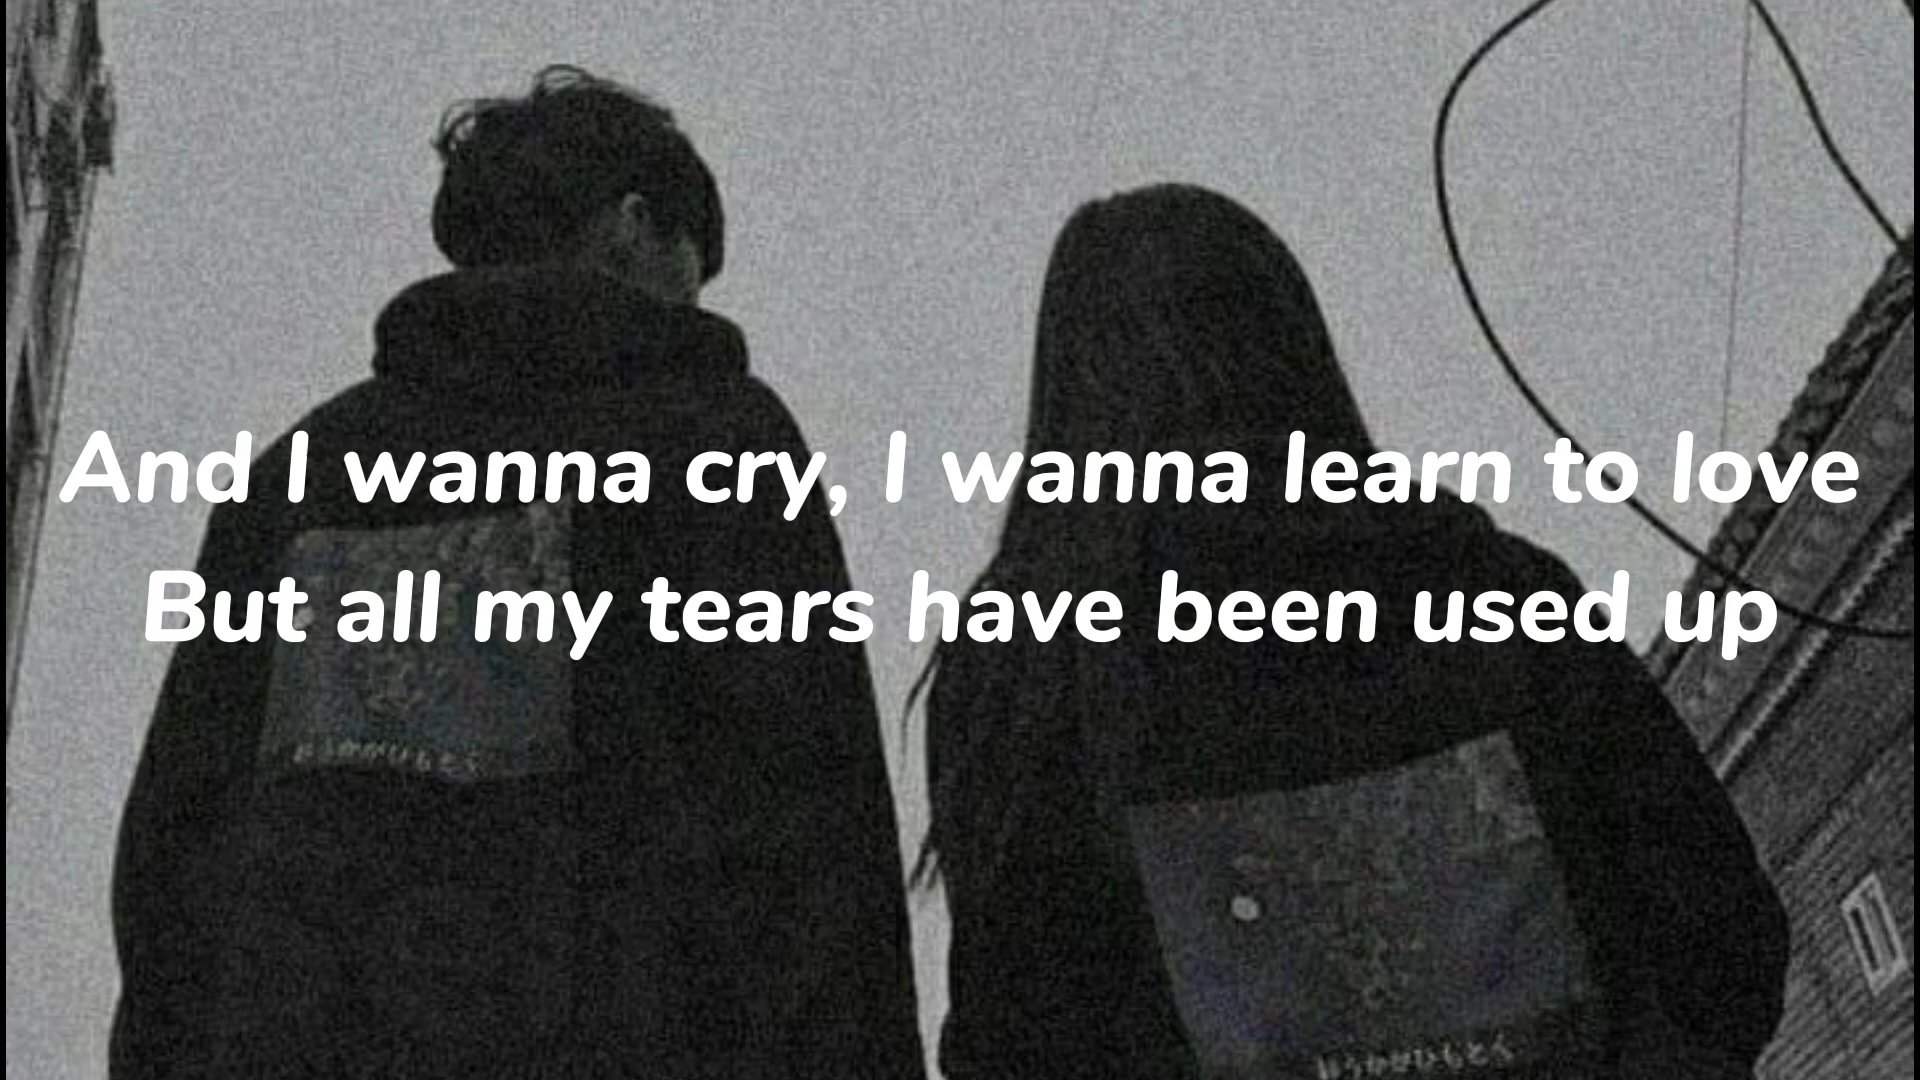 And I wanna cry, I wanna learn to love
But all my tears have been used up